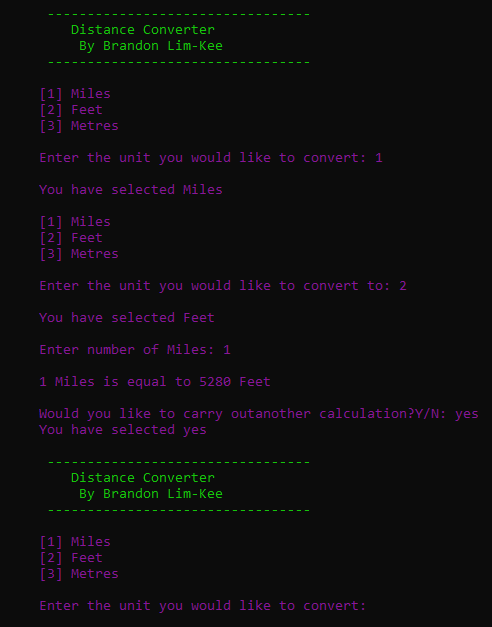 ---------------------------------
Distance Converter
By Brandon Lim-Kee
---------------------------------
[1] Miles
[2] Feet
[3] Metres
Enter the unit you would like to convert: 1
You have selected Miles
[1] Miles
[2] Feet
[3] Metres
Enter the unit you would like to convert to: 2
You have selected Feet
Enter number of Miles: 1
1 Miles is equal to 5280 Feet
Would you like to carry outanother calculation?Y/N: yes
You have selected yes
---------------------------------
Distance Converter
By Brandon Lim-Kee
---------------------------------
[1] Miles
[2] Feet
[3] Metres
Enter the unit you would like to convert: